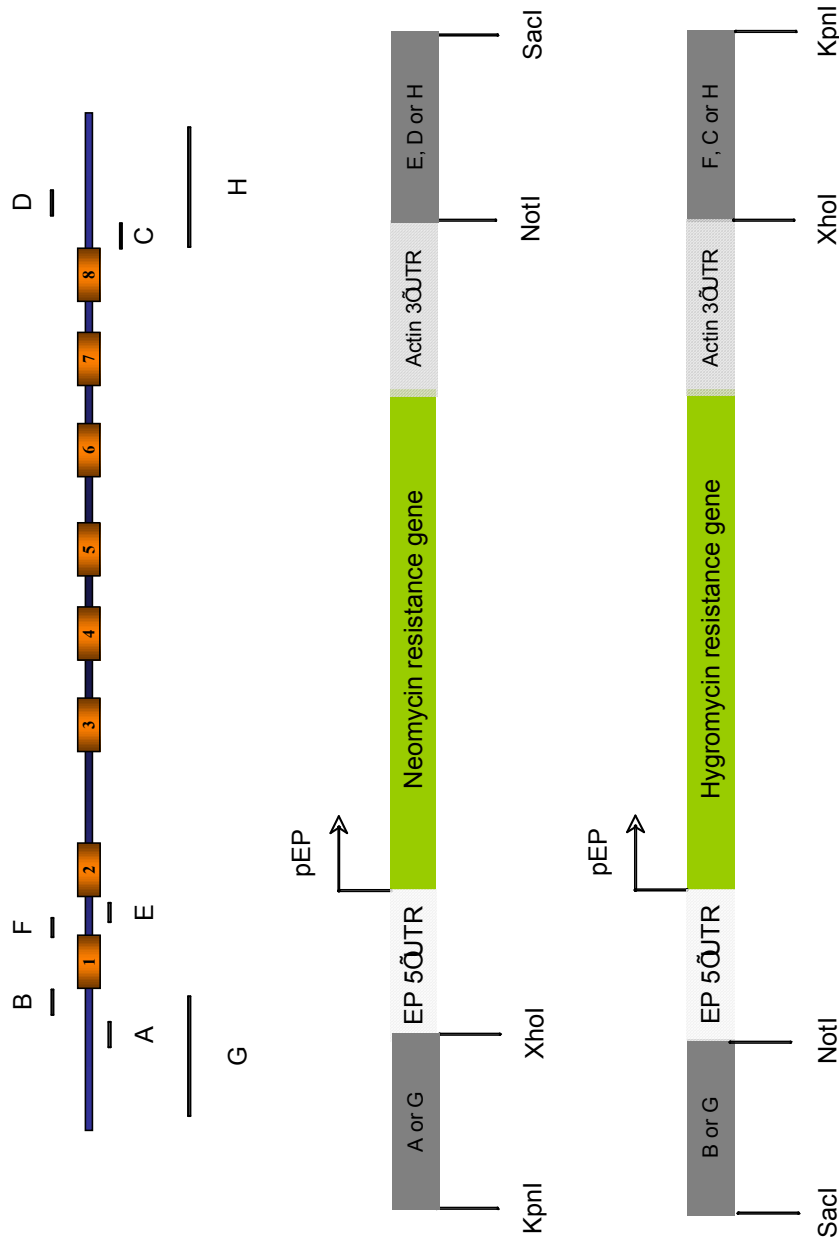 B F D
1 2 3 4 5 6 7 8
A E C
G H
pEP
A or G EP 5ÕUTR Neomycin resistance gene Actin 3ÕUTR E, D or H
KpnI XhoI NotI SacI
pEP
B or G EP 5ÕUTR Hygromycin resistance gene Actin 3ÕUTR F, C or H
SacI NotI XhoI KpnI